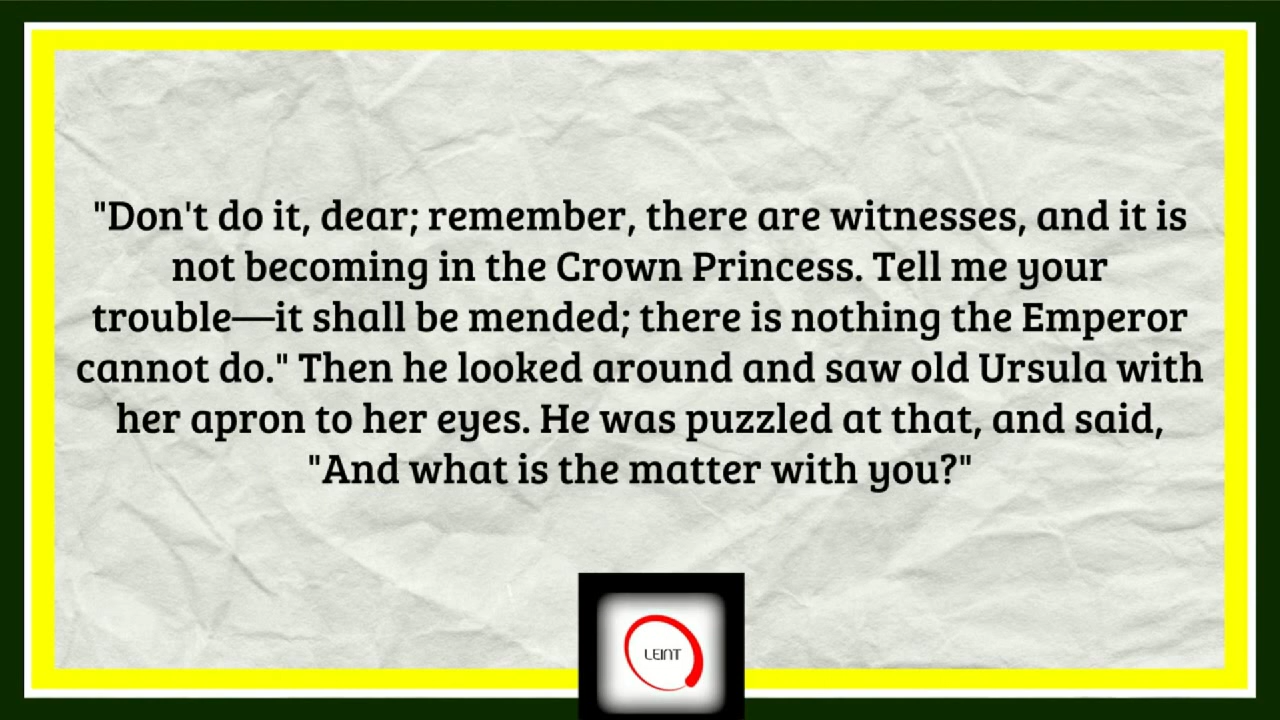 "Don't do it, dear; remember, there are witnesses, and it is
not becoming in the Crown Princess. Tell me your
trouble—it shall be mended; there is nothing the Emperor
cannot do." Then he looked around and saw old Ursula with
her apron to her eyes. He was puzzled at that, and said,
"And what is the matter with you?"
LEINT